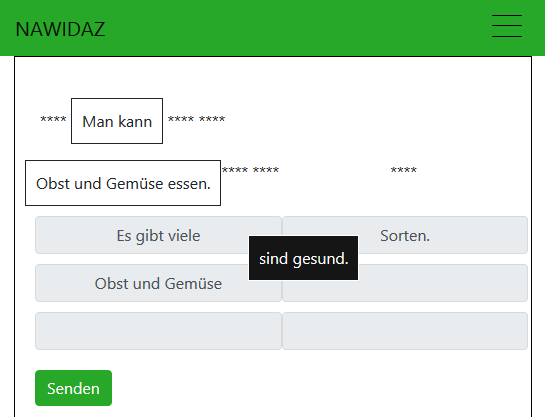 NAWIDAZ
**** Man kann **** ****
Obst und Gemüse essen. **** **** ****
Es gibt viele Sorten.
sind gesund.
Obst und Gemüse
Senden